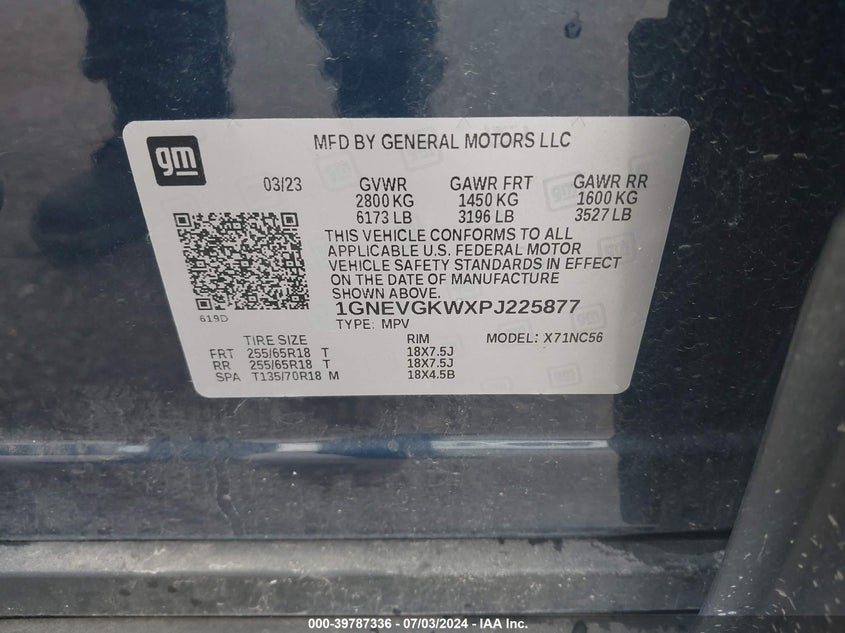 gm
MFD BY GENERAL MOTORS LLC
03/23 GVWR GAWR FRT GAWR RR
2800 KG 1450 KG 1600 KG
6173 LB 3196 LB 3527 LB
THIS VEHICLE CONFORMS TO ALL
APPLICABLE U.S. FEDERAL MOTOR
VEHICLE SAFETY STANDARDS IN EFFECT
ON THE DATE OF MANUFACTURE
SHOWN ABOVE.
619D
1GNEVGKWXPJ225877
TYPE: MPV
TIRE SIZE RIM MODEL: X71NC56
FRT 255/65R18 T 18X7.5J
RR 255/65R18 T 18X7.5J
SPA T135/70R18 M 18X4.5B
000-39787336 - 07/03/2024 - IAA Inc.